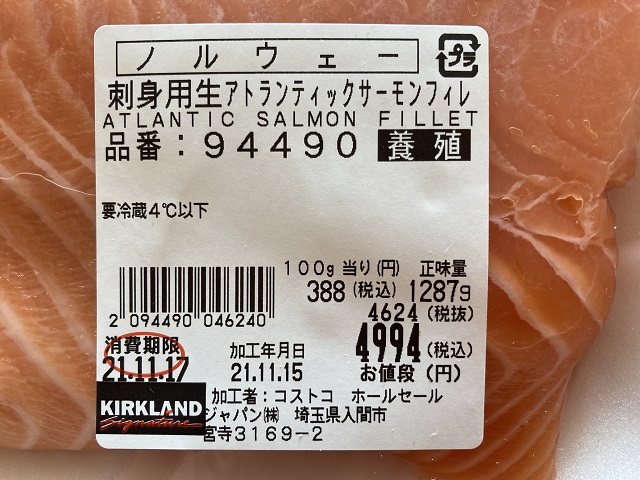 ノルウェー
プラ
刺身用生アトランティックサーモンフィレ
ATLANTIC SALMON FILLET
品番：94490 養殖
要冷蔵4℃以下
100g当り(円) 正味量
388(税込) 1287g
4624(税抜)
4994(税込)
お値段(円)
2 094490 046240
消費期限 加工年月日
21.11.17 21.11.15
KIRKLAND
Signature
加工者：コストコ ホールセール
ジャパン㈱ 埼玉県入間市
宮寺3169-2